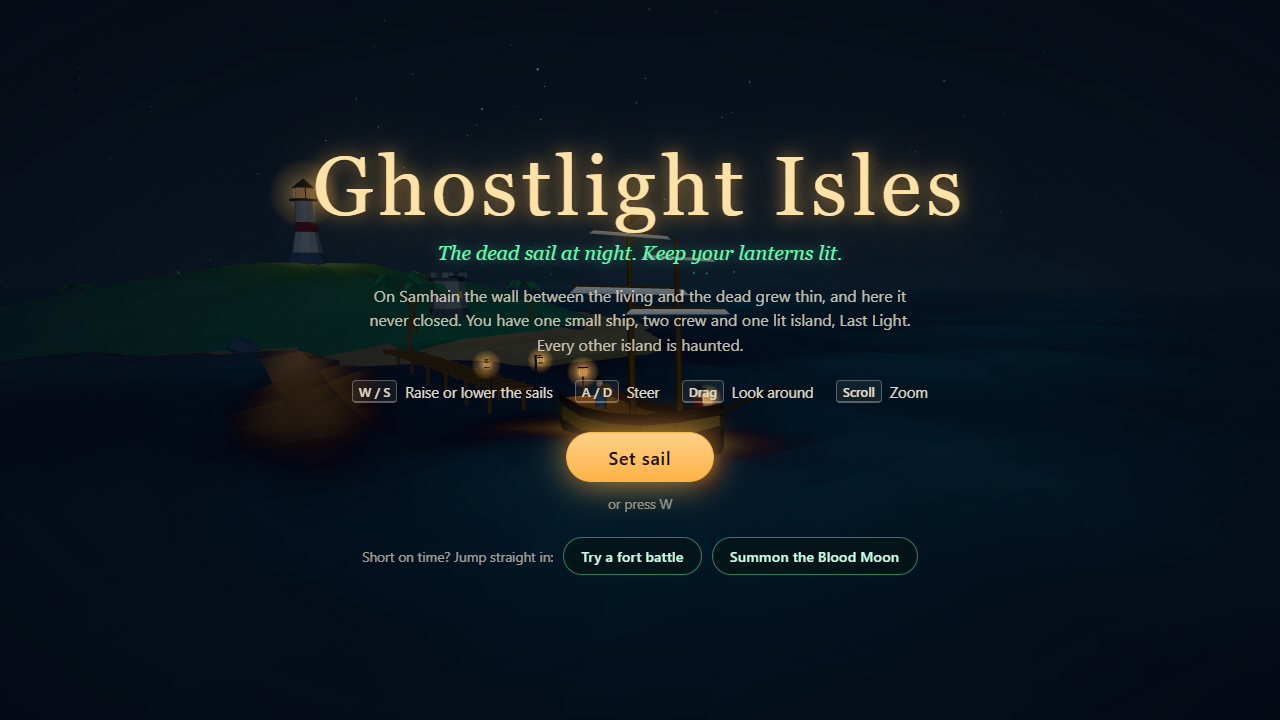 Ghostlight Isles
The dead sail at night. Keep your lanterns lit.
On Samhain the wall between the living and the dead grew thin, and here it
never closed. You have one small ship, two crew and one lit island, Last Light.
Every other island is haunted.
W / S Raise or lower the sails A / D Steer Drag Look around Scroll Zoom
Set sail
or press W
Short on time? Jump straight in: Try a fort battle Summon the Blood Moon